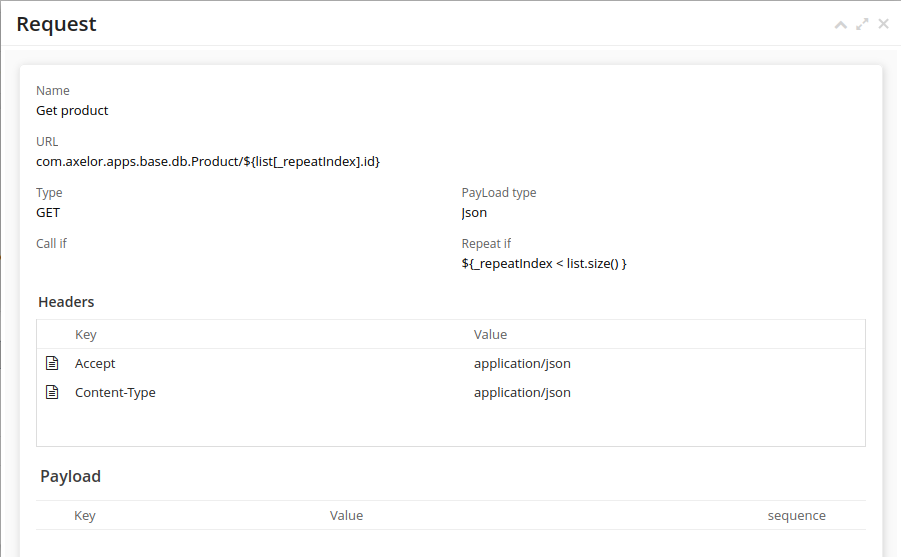 Request
Name
Get product
URL
com.axelor.apps.base.db.Product/${list[_repeatIndex].id}
Type
PayLoad type
GET
Json
Call if
Repeat if
${_repeatIndex < list.size() }
Headers
Key Value
Accept application/json
Content-Type application/json
Payload
Key Value sequence